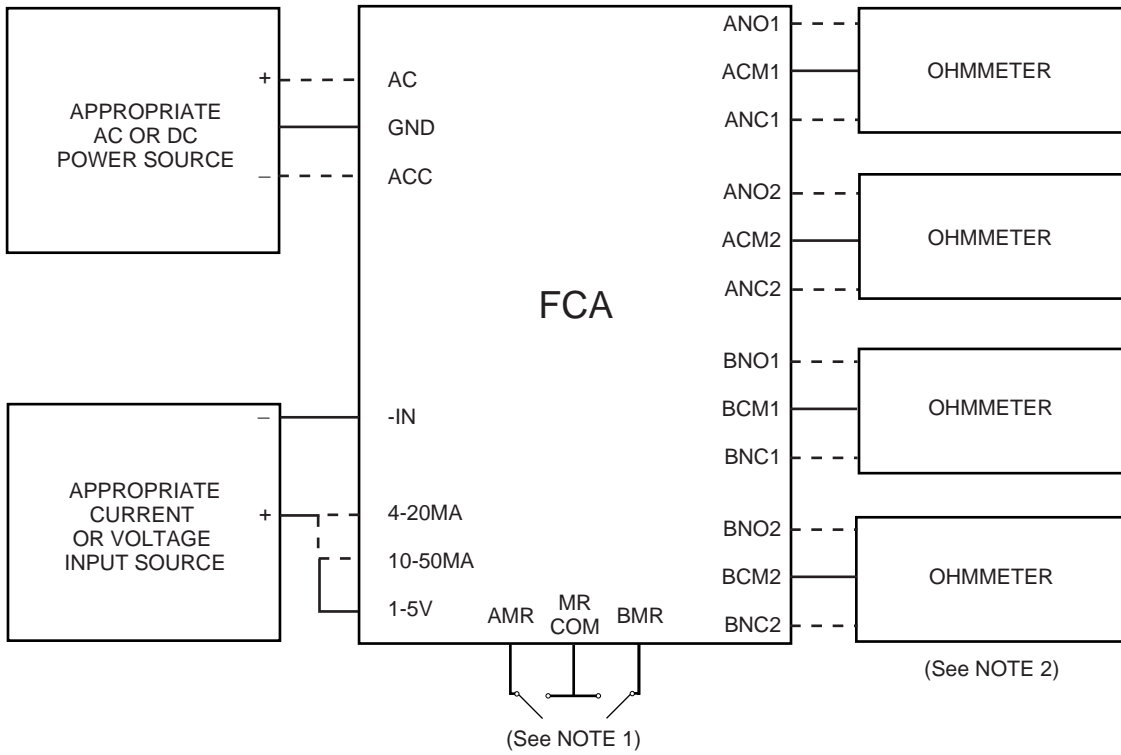 APPROPRIATE
AC OR DC
POWER SOURCE
+
–
AC
GND
ACC
APPROPRIATE
CURRENT
OR VOLTAGE
INPUT SOURCE
–
+
-IN
4-20MA
10-50MA
1-5V
FCA
AMR
MR
COM
BMR
(See NOTE 1)
ANO1
ACM1
ANC1
OHMMETER
ANO2
ACM2
ANC2
OHMMETER
BNO1
BCM1
BNC1
OHMMETER
BNO2
BCM2
BNC2
OHMMETER
(See NOTE 2)